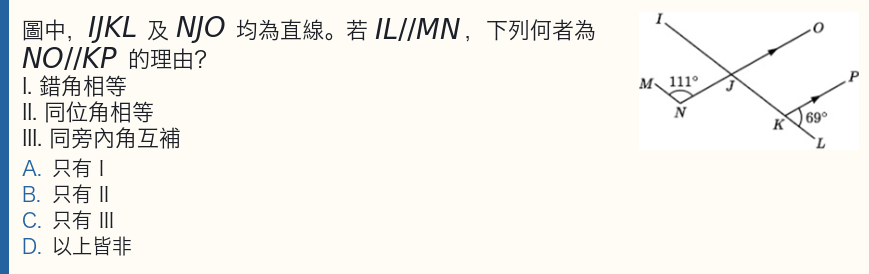 圖中，IJKL 及 NJO 均為直線。若 IL//MN，下列何者為
NO//KP 的理由？
I. 錯角相等
II. 同位角相等
III. 同旁內角互補
A. 只有 I
B. 只有 II
C. 只有 III
D. 以上皆非
I
O
M
111°
J
P
N
K
69°
L